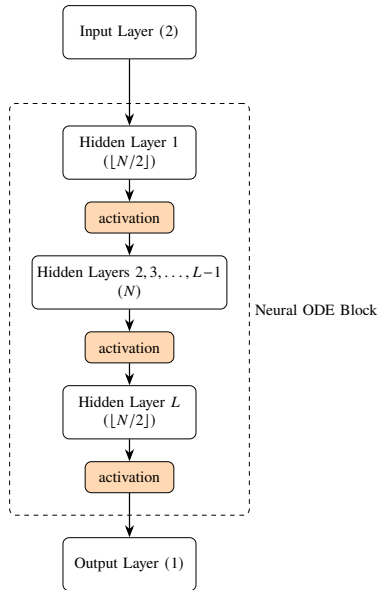 Input Layer (2)
Hidden Layer 1
(⌊N/2⌋)
activation
Hidden Layers 2, 3, . . . , L−1
(N)
Neural ODE Block
activation
Hidden Layer L
(⌊N/2⌋)
activation
Output Layer (1)